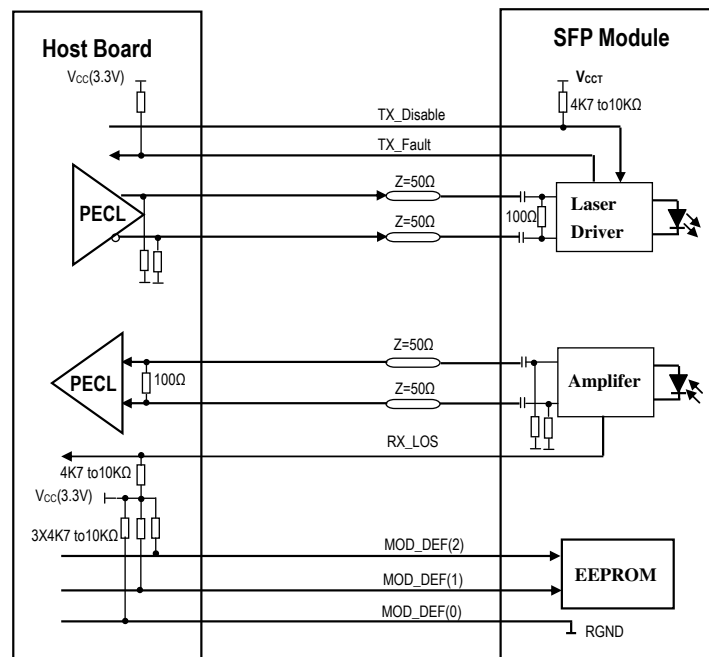 Host Board
SFP Module
VCC(3.3V)
VCCT
4K7 to10KΩ
TX_Disable
TX_Fault
Z=50Ω
PECL
100Ω
Laser
Driver
Z=50Ω
Z=50Ω
PECL
100Ω
Z=50Ω
Amplifer
RX_LOS
4K7 to10KΩ
VCC(3.3V)
3X4K7 to10KΩ
MOD_DEF(2)
EEPROM
MOD_DEF(1)
MOD_DEF(0)
RGND